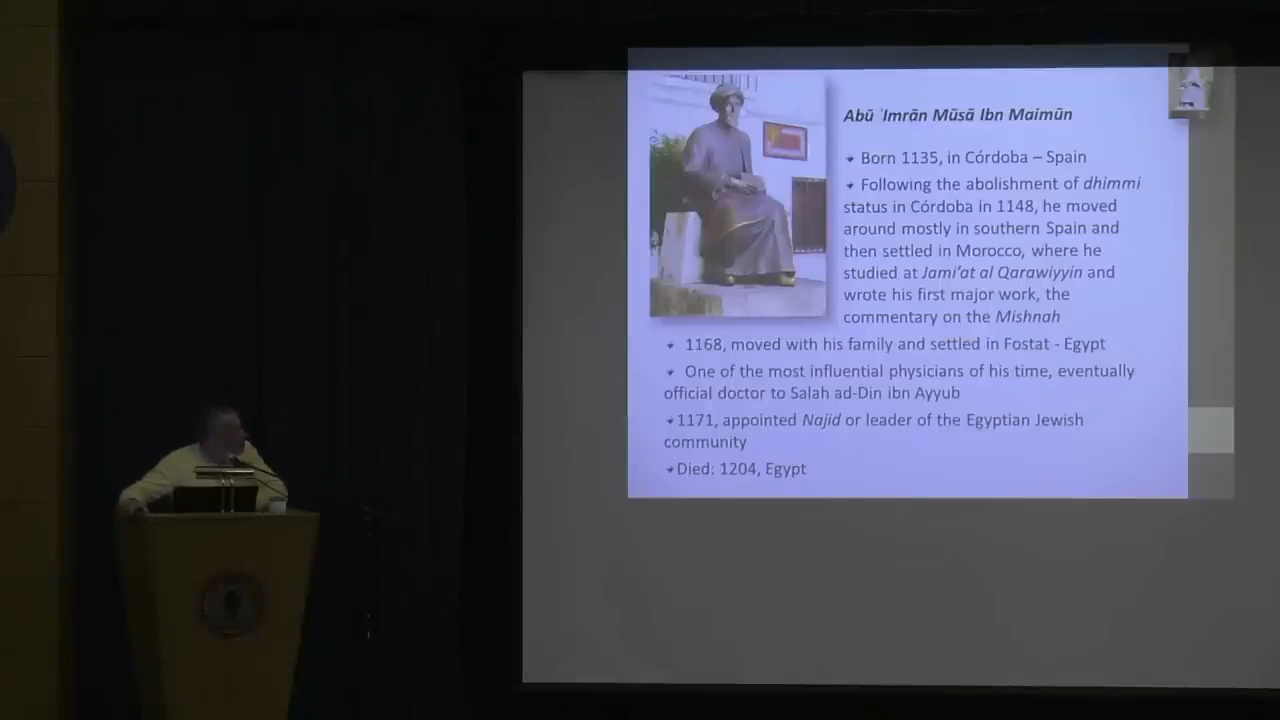 Abū ʿImrān Mūsā Ibn Maimūn
Born 1135, in Córdoba – Spain
Following the abolishment of dhimmi
status in Córdoba in 1148, he moved
around mostly in southern Spain and
then settled in Morocco, where he
studied at Jami’at al Qarawiyyin and
wrote his first major work, the
commentary on the Mishnah
1168, moved with his family and settled in Fostat - Egypt
One of the most influential physicians of his time, eventually
official doctor to Salah ad-Din ibn Ayyub
1171, appointed Najid or leader of the Egyptian Jewish
community
Died: 1204, Egypt